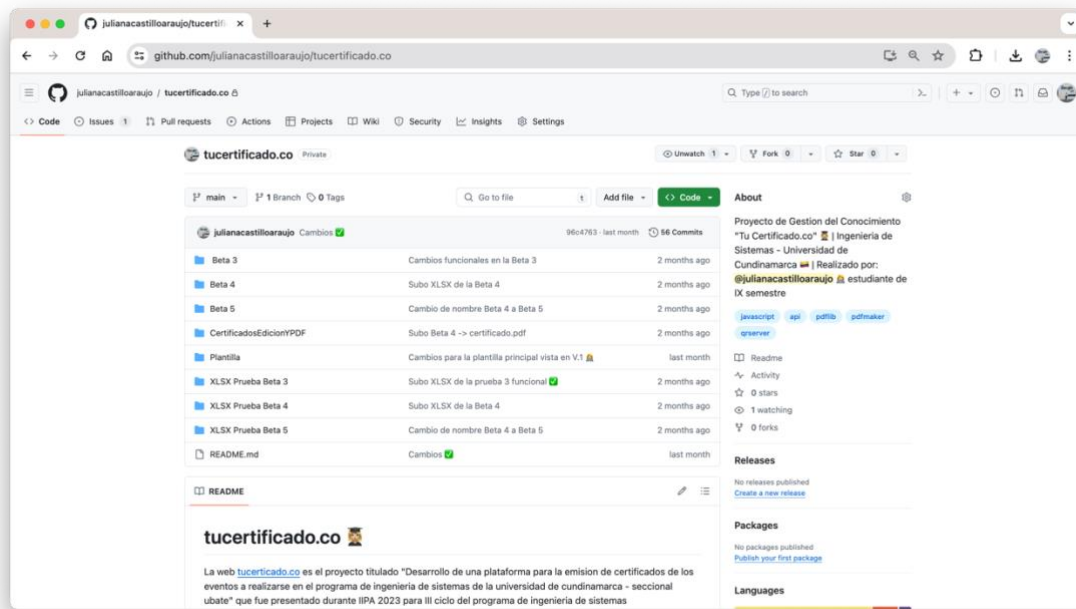 julianacastilloaraujo/tucertifi
github.com/julianacastilloaraujo/tucertificado.co
julianacastilloaraujo / tucertificado.co
Type / to search
Code Issues 1 Pull requests Actions Projects Wiki Security Insights Settings
tucertificado.co Private
Unwatch 1 Fork 0 Star 0
main 1 Branch 0 Tags Go to file t Add file Code
julianacastilloaraujo Cambios ✅ 96c4763 · last month 56 Commits
Beta 3 Cambios funcionales en la Beta 3 2 months ago
Beta 4 Subo XLSX de la Beta 4 2 months ago
Beta 5 Cambio de nombre Beta 4 a Beta 5 2 months ago
CertificadosEdicionYPDF Subo Beta 4 -> certificado.pdf 2 months ago
Plantilla Cambios para la plantilla principal vista en V.1 last month
XLSX Prueba Beta 3 Subo XLSX de la prueba 3 funcional ✅ 2 months ago
XLSX Prueba Beta 4 Subo XLSX de la Beta 4 2 months ago
XLSX Prueba Beta 5 Cambio de nombre Beta 4 a Beta 5 2 months ago
README.md Cambios ✅ last month
README
tucertificado.co
La web tucerticado.co es el proyecto titulado "Desarrollo de una plataforma para la emision de certificados de los
eventos a realizarse en el programa de ingenieria de sistemas de la universidad de cundinamarca - seccional
ubate" que fue presentado durante IIPA 2023 para III ciclo del programa de ingenieria de sistemas
About
Proyecto de Gestion del Conocimiento
"Tu Certificado.co" | Ingenieria de
Sistemas - Universidad de
Cundinamarca | Realizado por:
@julianacastilloaraujo estudiante de
IX semestre
javascript api pdflib pdfmaker
qrserver
Readme
Activity
0 stars
1 watching
0 forks
Releases
No releases published
Create a new release
Packages
No packages published
Publish your first package
Languages